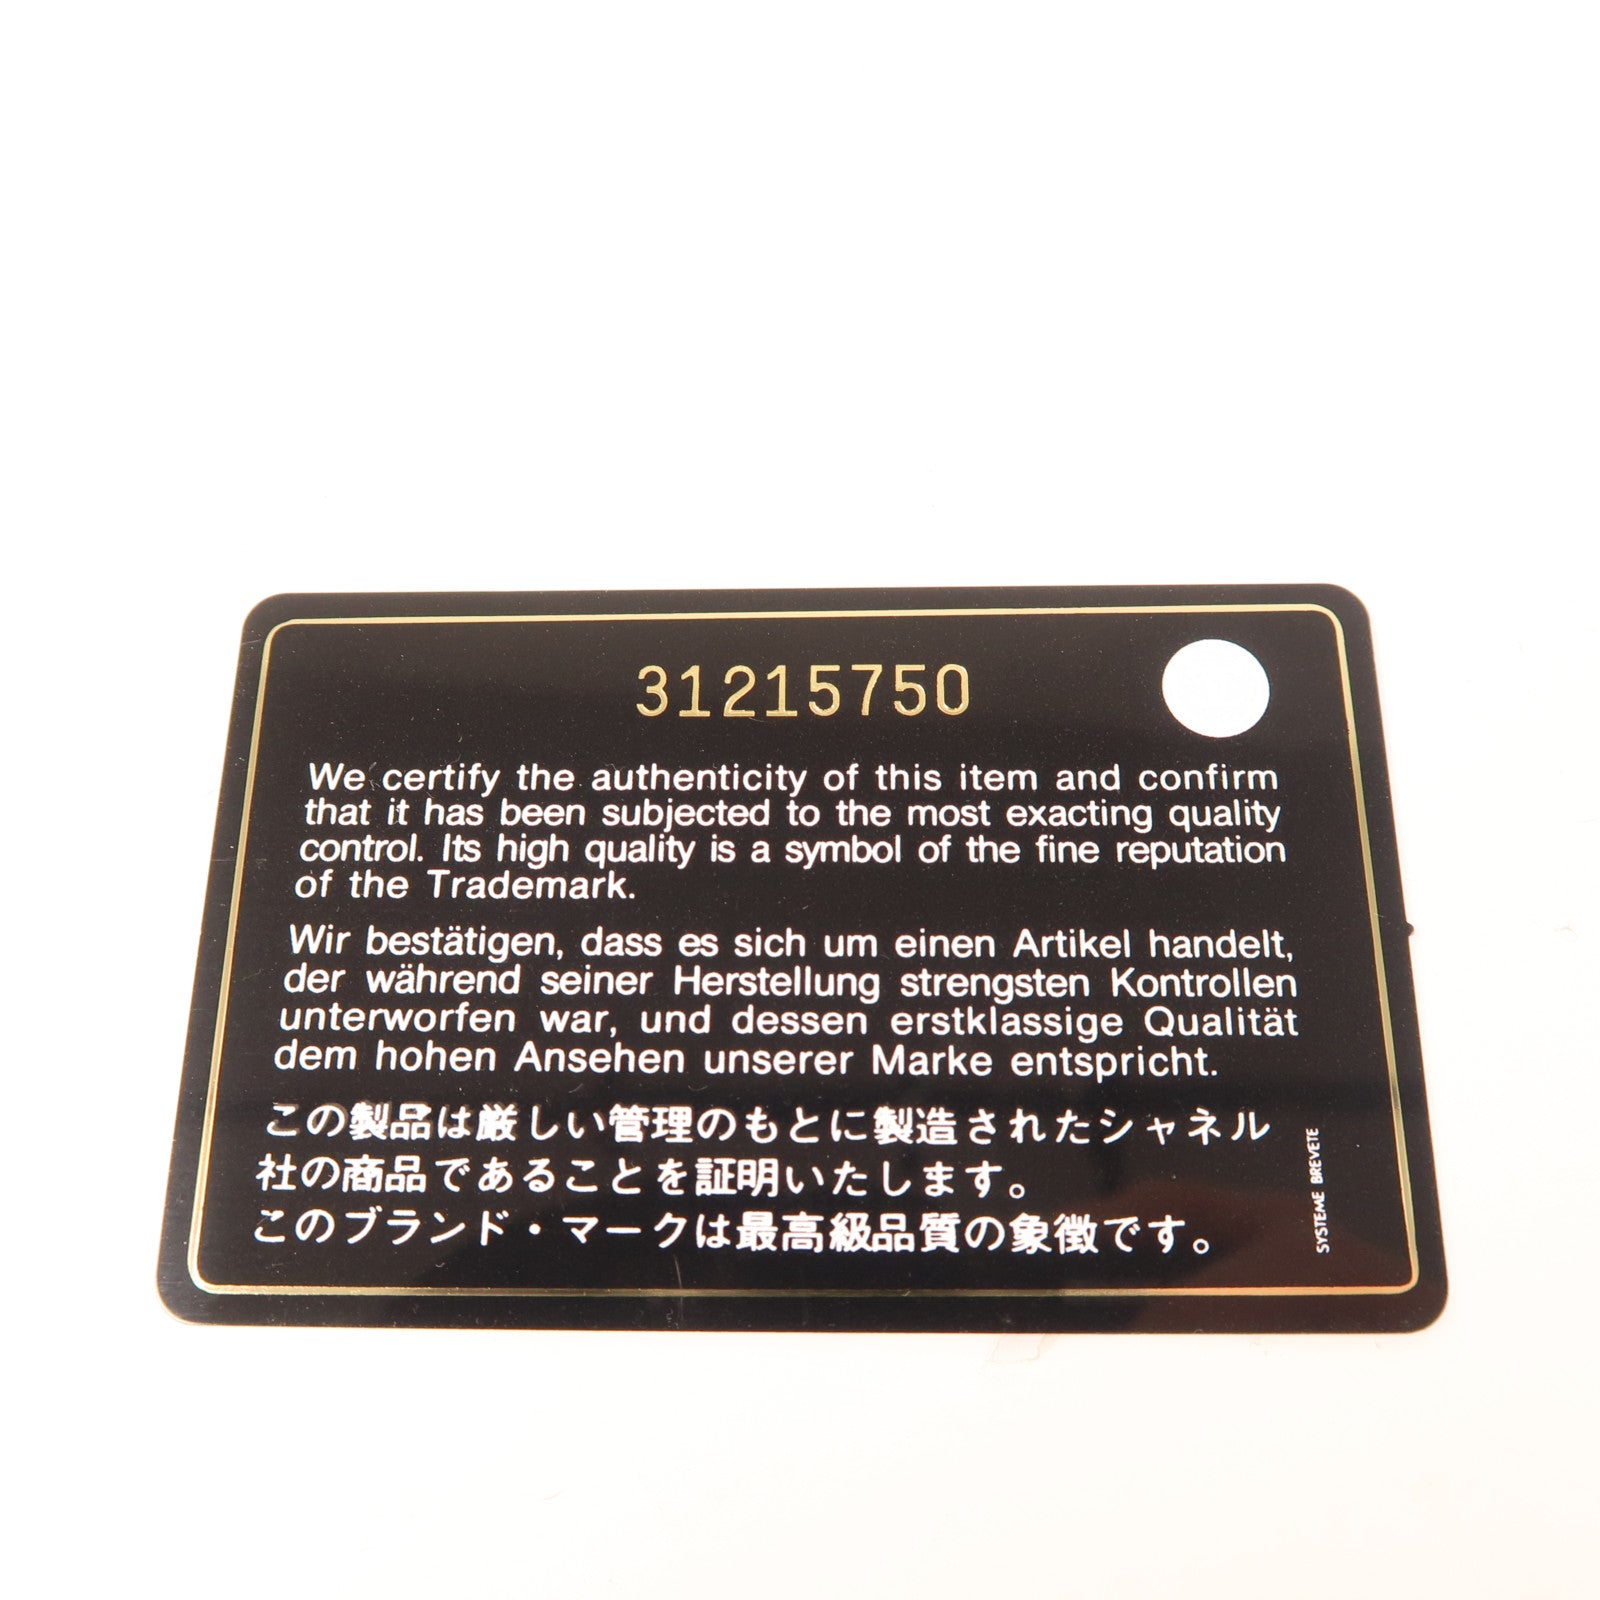 31215750
We certify the authenticity of this item and confirm
that it has been subjected to the most exacting quality
control. Its high quality is a symbol of the fine reputation
of the Trademark.
Wir bestätigen, dass es sich um einen Artikel handelt,
der während seiner Herstellung strengsten Kontrollen
unterworfen war, und dessen erstklassige Qualität
dem hohen Ansehen unserer Marke entspricht.
この製品は厳しい管理のもとに製造されたシャネル
社の商品であることを証明いたします。
このブランド・マークは最高級品質の象徴です。
SYSTEME BREVETE